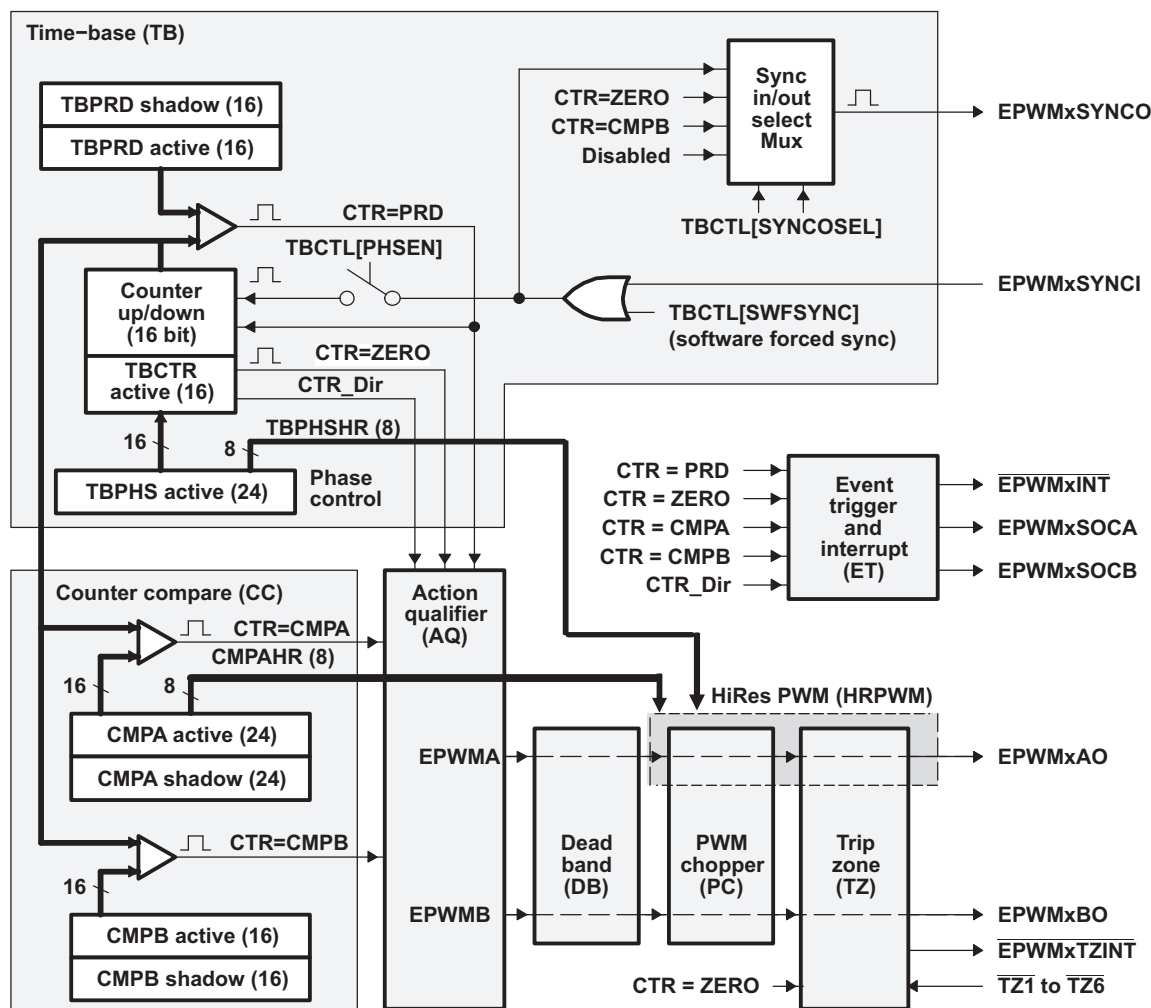 Time−base (TB)
TBPRD shadow (16)
TBPRD active (16)
CTR=ZERO
CTR=CMPB
Disabled
Sync
in/out
select
Mux
EPWMxSYNCO
TBCTL[SYNCOSEL]
CTR=PRD
TBCTL[PHSEN]
Counter
up/down
(16 bit)
TBCTR
active (16)
EPWMxSYNCI
TBCTL[SWFSYNC]
(software forced sync)
CTR=ZERO
CTR_Dir
16
8
TBPHSHR (8)
TBPHS active (24)
Phase
control
CTR = PRD
CTR = ZERO
CTR = CMPA
CTR = CMPB
CTR_Dir
Event
trigger
and
interrupt
(ET)
EPWMxINT
EPWMxSOCA
EPWMxSOCB
Counter compare (CC)
CTR=CMPA
CMPAHR (8)
16
8
CMPA active (24)
CMPA shadow (24)
CTR=CMPB
16
CMPB active (16)
CMPB shadow (16)
Action
qualifier
(AQ)
EPWMA
EPWMB
HiRes PWM (HRPWM)
Dead
band
(DB)
PWM
chopper
(PC)
Trip
zone
(TZ)
EPWMxAO
EPWMxBO
EPWMxTZINT
CTR = ZERO
TZ1 to TZ6